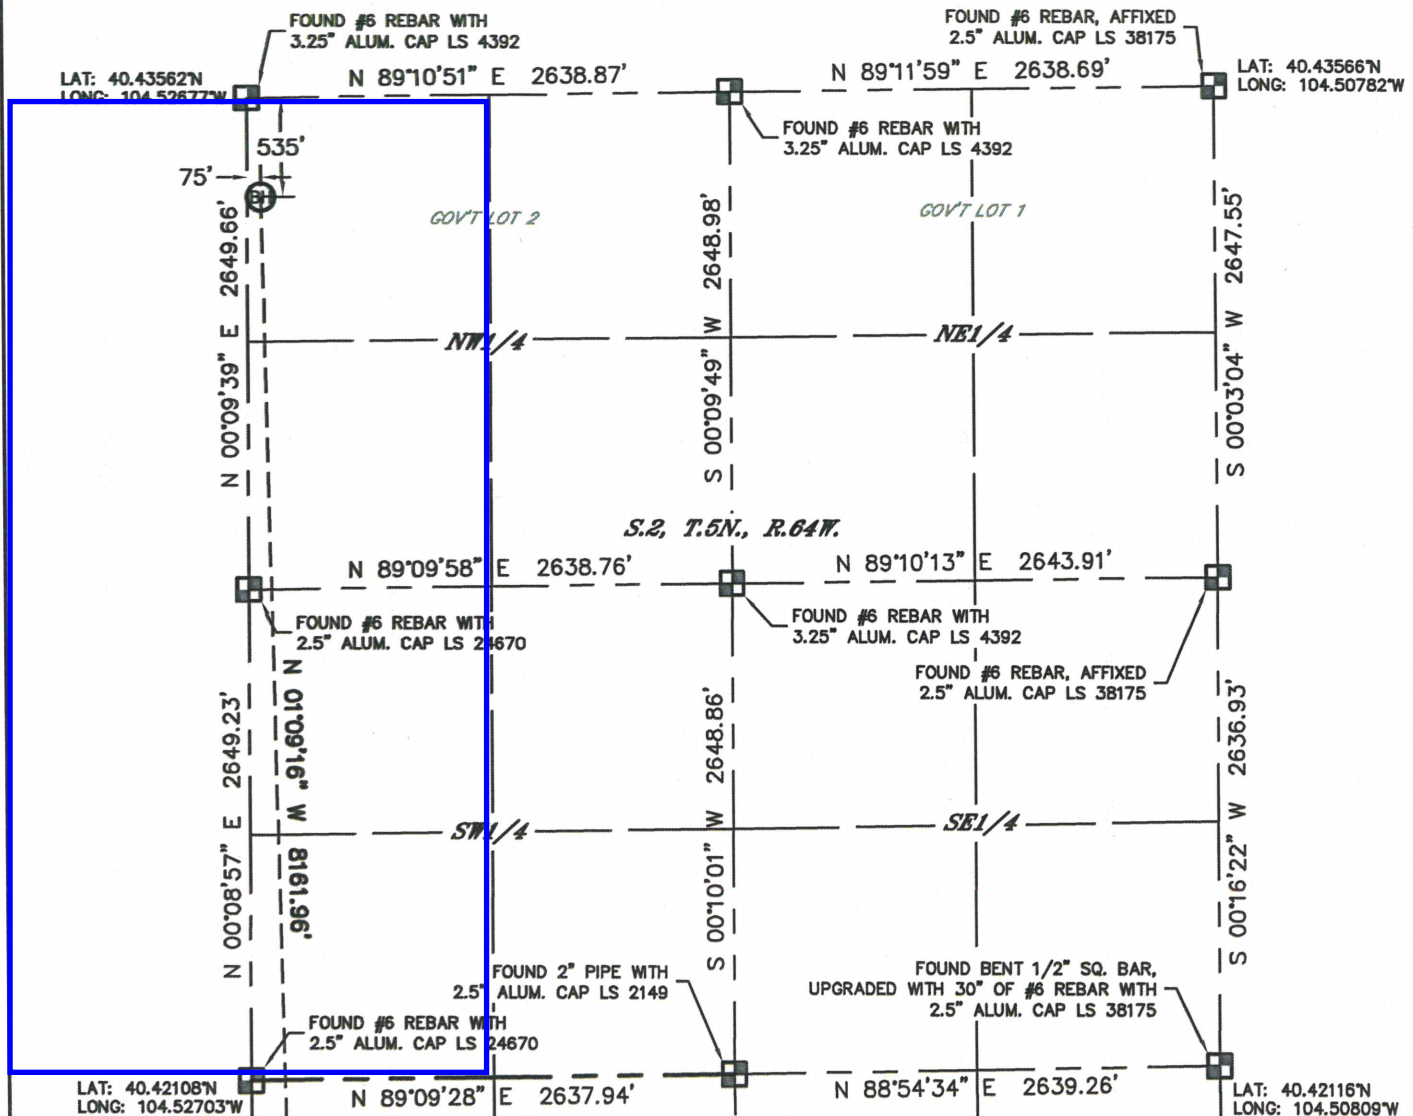 FOUND #6 REBAR WITH
3.25" ALUM. CAP LS 4392
FOUND #6 REBAR, AFFIXED
2.5" ALUM. CAP LS 38175
LAT: 40.43562°N
LONG: 104.52677°W
N 89°10'51" E 2638.87'
N 89°11'59" E 2638.69'
LAT: 40.43566°N
LONG: 104.50782°W
535'
75'
BH
FOUND #6 REBAR WITH
3.25" ALUM. CAP LS 4392
GOV'T LOT 2
GOV'T LOT 1
N 00°09'39" E 2649.66'
S 00°09'49" W 2648.98'
S 00°03'04" W 2647.55'
NW1/4
NE1/4
S.2, T.5N., R.64W.
N 89°09'58" E 2638.76'
N 89°10'13" E 2643.91'
FOUND #6 REBAR WITH
2.5" ALUM. CAP LS 24670
FOUND #6 REBAR WITH
3.25" ALUM. CAP LS 4392
FOUND #6 REBAR, AFFIXED
2.5" ALUM. CAP LS 38175
N 00°08'57" E 2649.23'
N 01°09'16" W 8161.96'
S 00°10'01" W 2648.86'
S 00°16'22" W 2636.93'
SW1/4
SE1/4
FOUND 2" PIPE WITH
2.5" ALUM. CAP LS 2149
FOUND BENT 1/2" SQ. BAR,
UPGRADED WITH 30" OF #6 REBAR WITH
2.5" ALUM. CAP LS 38175
FOUND #6 REBAR WITH
2.5" ALUM. CAP LS 24670
LAT: 40.42108°N
LONG: 104.52703°W
N 89°09'28" E 2637.94'
N 88°54'34" E 2639.26'
LAT: 40.42116°N
LONG: 104.50809°W